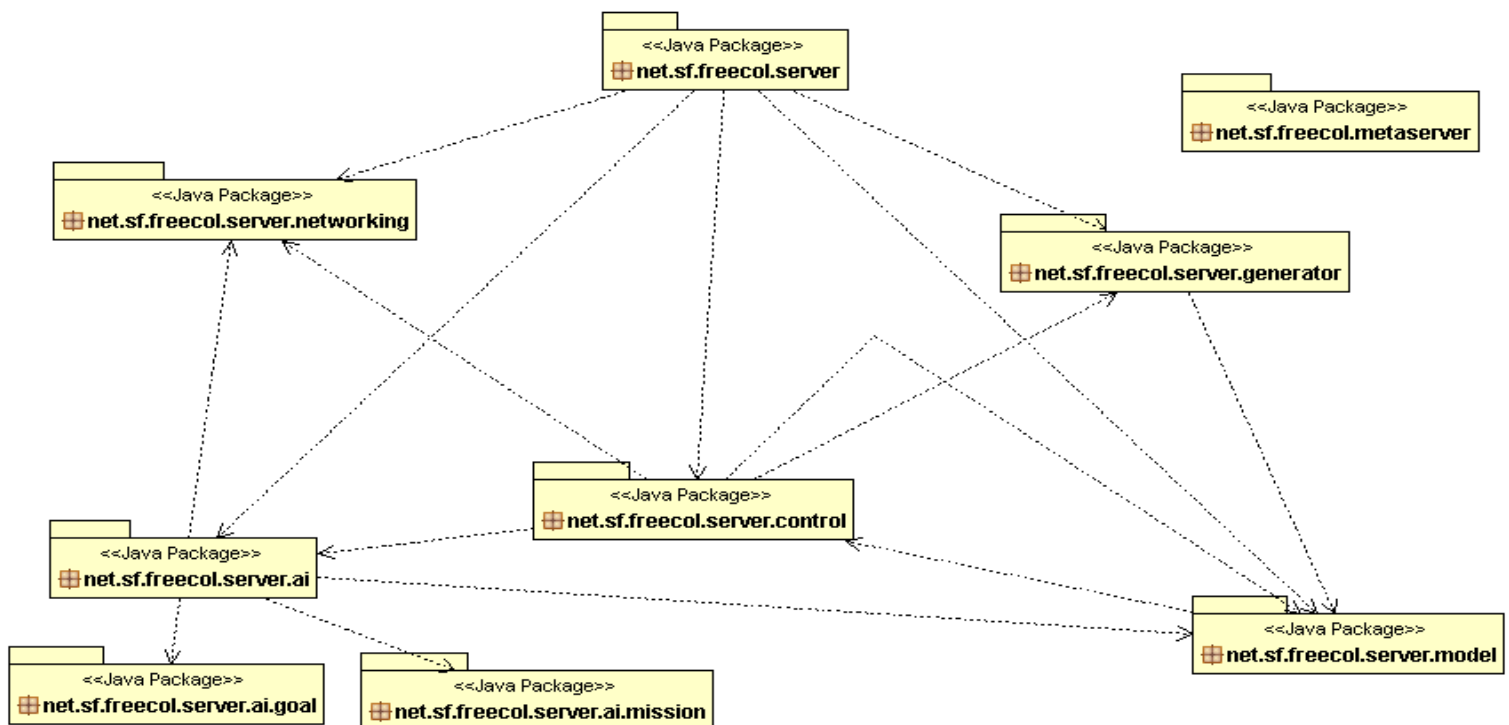 <<Java Package>>
net.sf.freecol.server
<<Java Package>>
net.sf.freecol.metaserver
<<Java Package>>
net.sf.freecol.server.networking
<<Java Package>>
net.sf.freecol.server.generator
<<Java Package>>
net.sf.freecol.server.control
<<Java Package>>
net.sf.freecol.server.ai
<<Java Package>>
net.sf.freecol.server.model
<<Java Package>>
net.sf.freecol.server.ai.goal
<<Java Package>>
net.sf.freecol.server.ai.mission